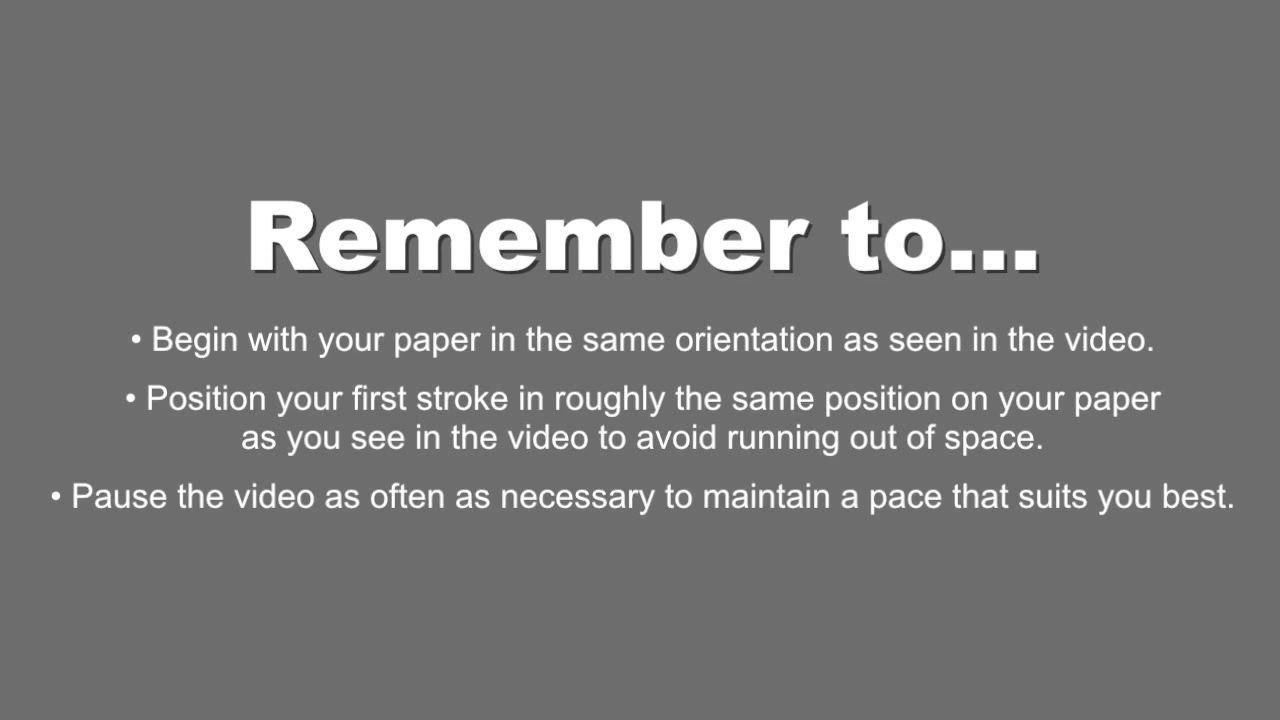 Remember to...
• Begin with your paper in the same orientation as seen in the video.
• Position your first stroke in roughly the same position on your paper
as you see in the video to avoid running out of space.
• Pause the video as often as necessary to maintain a pace that suits you best.